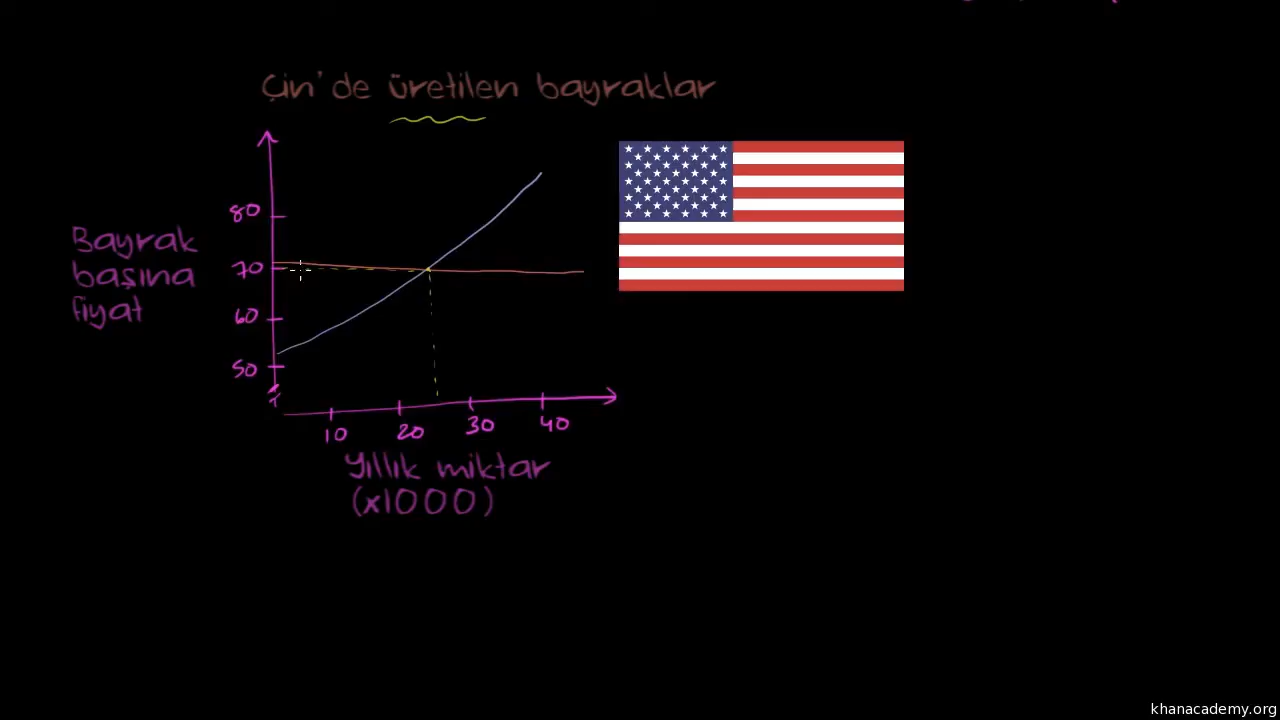 Çin'de üretilen bayraklar
80
Bayrak
başına
fiyat
70
60
50
10 20 30 40
Yıllık miktar
(x1000)
khanacademy.org